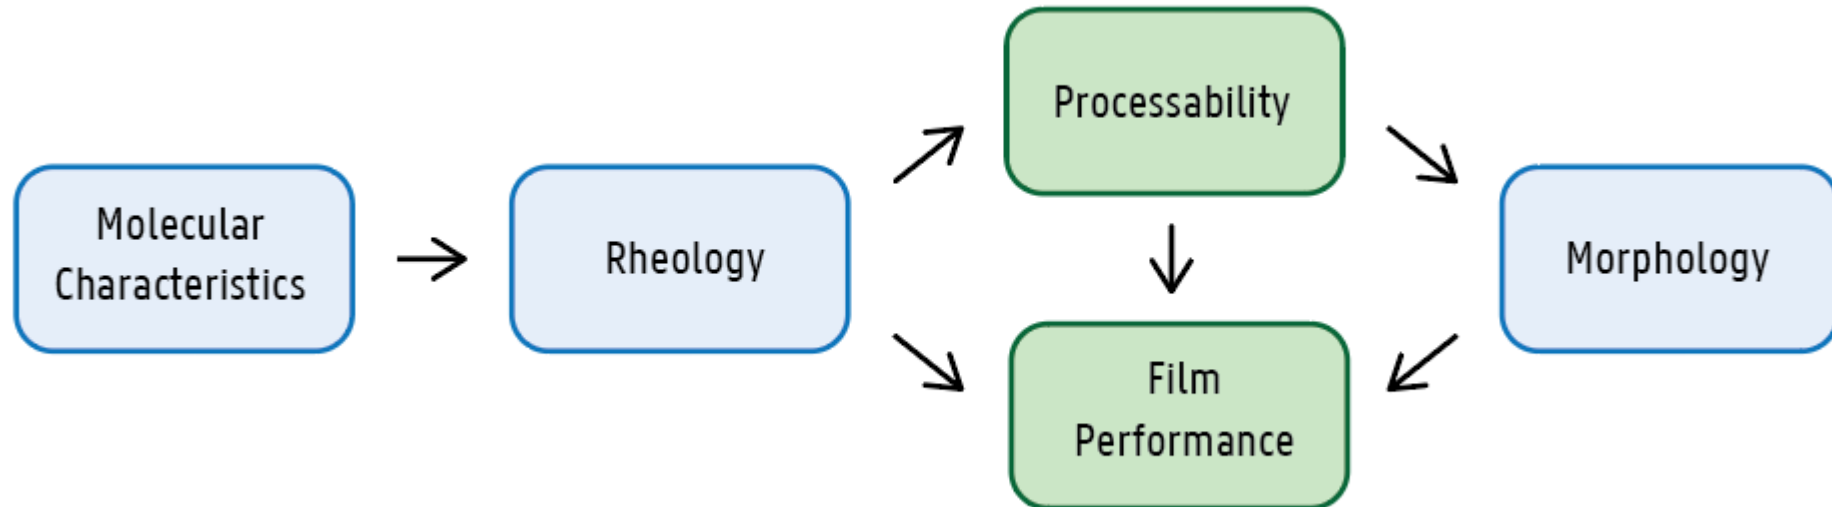 Molecular
Characteristics
Rheology
Processability
Film
Performance
Morphology